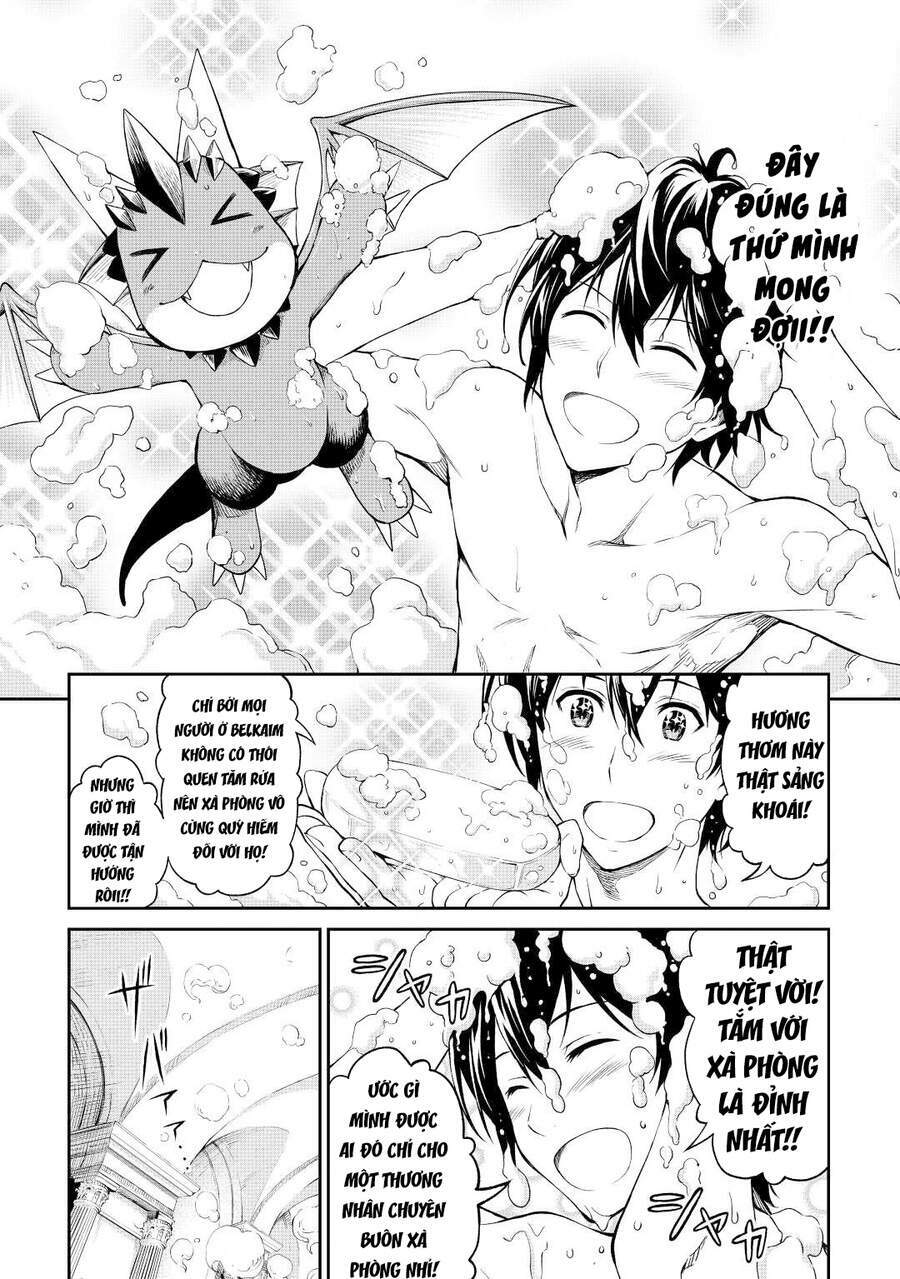 ĐÂY
ĐÚNG LÀ
THỨ MÌNH
MONG
ĐỢI!!
HƯƠNG
THƠM NÀY
THẬT SẢNG
KHOÁI!
CHỈ BỞI MỌI
NGƯỜI Ở BELKAIM
KHÔNG CÓ THÓI
QUEN TẮM RỬA
NÊN XÀ PHÒNG VÔ
CÙNG QUÝ HIẾM
ĐỐI VỚI HỌ!
NHƯNG
GIỜ THÌ
MÌNH ĐÃ
ĐƯỢC TẬN
HƯỞNG
RỒI!!
THẬT
TUYỆT VỜI!
TẮM VỚI
XÀ PHÒNG
LÀ ĐỈNH
NHẤT!!
シャカ
シャカ
ƯỚC GÌ
MÌNH ĐƯỢC
AI ĐÓ CHỈ CHO
MỘT THƯƠNG
NHÂN CHUYÊN
BUÔN XÀ
PHÒNG NHỈ!
ザ